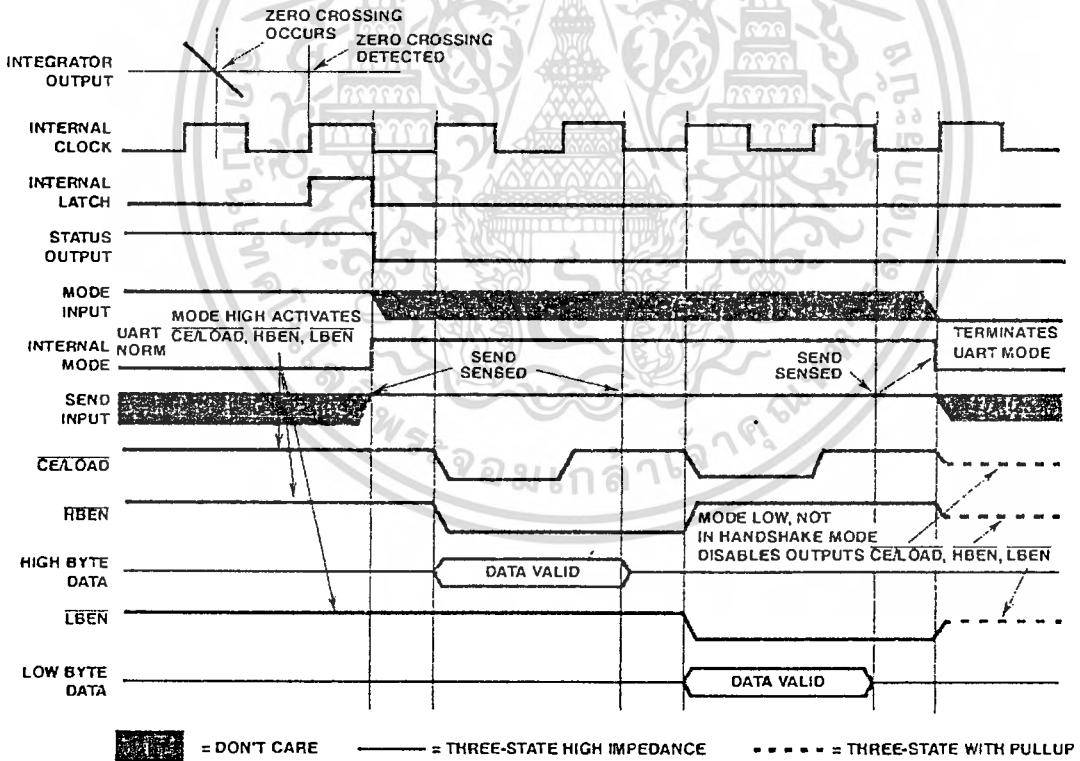 ZERO CROSSING
OCCURS
ZERO CROSSING
DETECTED
INTEGRATOR
OUTPUT
INTERNAL
CLOCK
INTERNAL
LATCH
STATUS
OUTPUT
MODE
INPUT
MODE HIGH ACTIVATES
CE/LOAD, HBEN, LBEN
UART
NORM
INTERNAL
MODE
SEND
SENSED
SEND
SENSED
TERMINATES
UART MODE
SEND
INPUT
CE/LOAD
HBEN
MODE LOW, NOT
IN HANDSHAKE MODE
DISABLES OUTPUTS CE/LOAD, HBEN, LBEN
HIGH BYTE
DATA
DATA VALID
LBEN
LOW BYTE
DATA
DATA VALID
= DON'T CARE
= THREE-STATE HIGH IMPEDANCE
= THREE-STATE WITH PULLUP